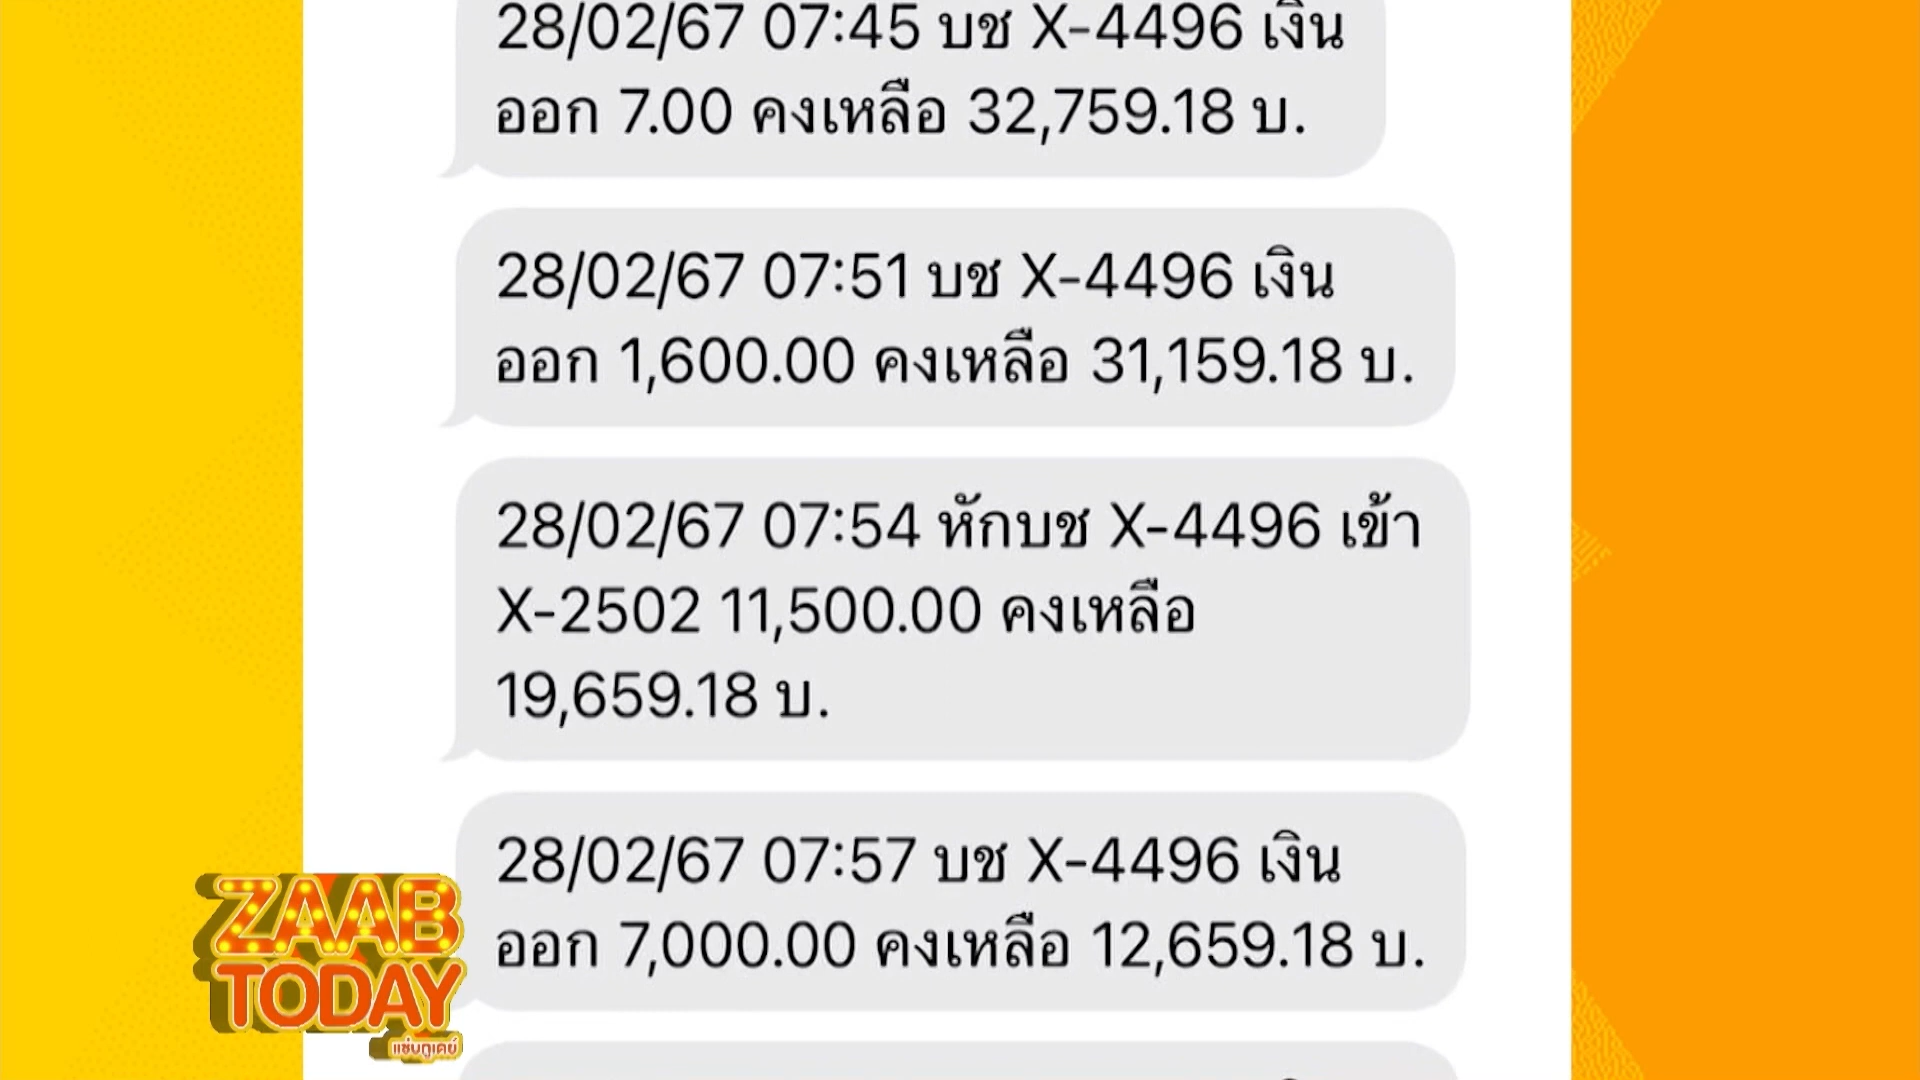 28/02/67 07:45 บช X-4496 เงิน
ออก 7.00 คงเหลือ 32,759.18 บ.
28/02/67 07:51 บช X-4496 เงิน
ออก 1,600.00 คงเหลือ 31,159.18 บ.
28/02/67 07:54 หักบช X-4496 เข้า
X-2502 11,500.00 คงเหลือ
19,659.18 บ.
28/02/67 07:57 บช X-4496 เงิน
ออก 7,000.00 คงเหลือ 12,659.18 บ.
ZAAB
TODAY
แซ่บทูเดย์